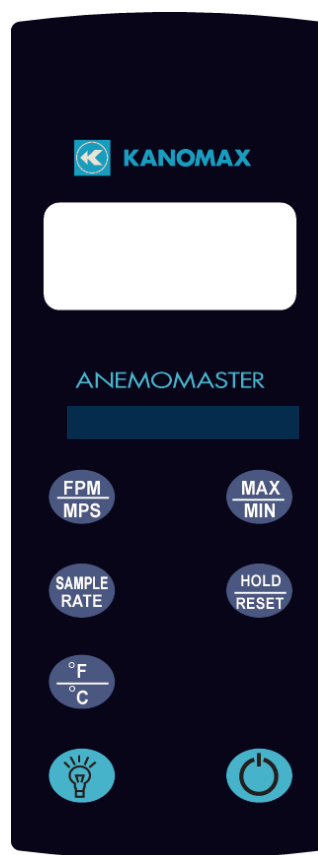 KANOMAX
ANEMOMASTER
FPM
MPS
MAX
MIN
SAMPLE
RATE
HOLD
RESET
°F
°C